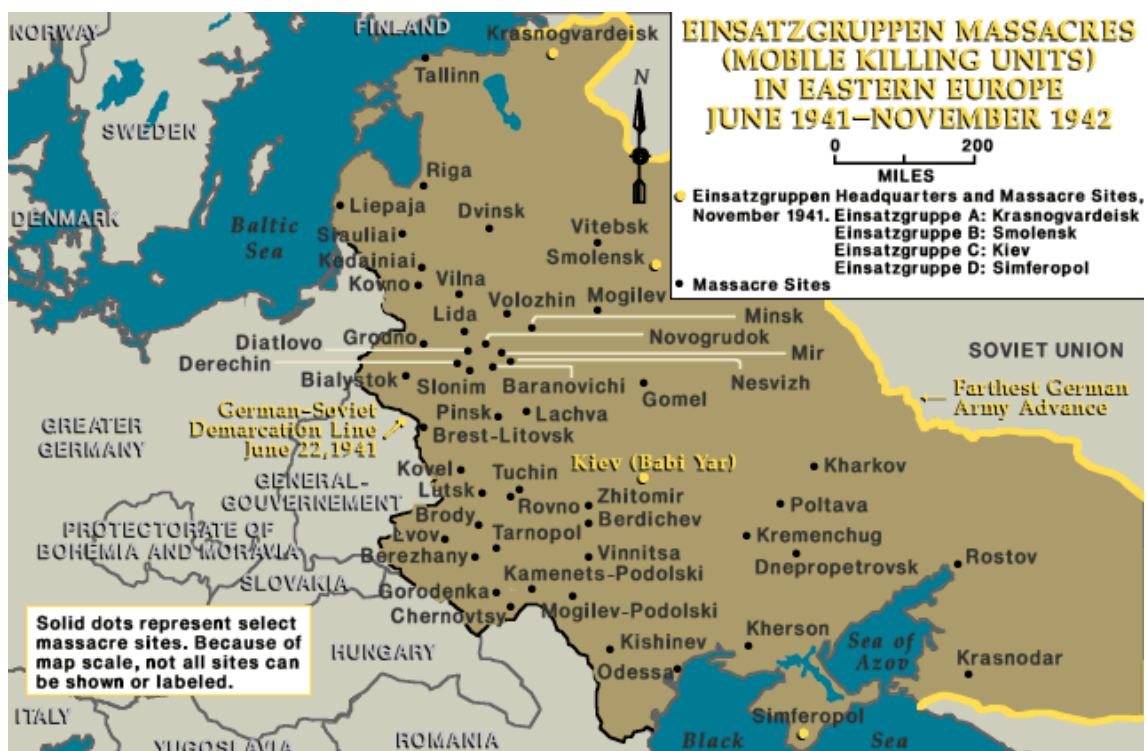 NORWAY
FINLAND
Krasnogvardeisk
EINSATZGRUPPEN MASSACRES
(MOBILE KILLING UNITS)
IN EASTERN EUROPE
JUNE 1941–NOVEMBER 1942
0 200
MILES
Einsatzgruppen Headquarters and Massacre Sites,
November 1941. Einsatzgruppe A: Krasnogvardeisk
Einsatzgruppe B: Smolensk
Einsatzgruppe C: Kiev
Einsatzgruppe D: Simferopol
Massacre Sites
N
Tallinn
SWEDEN
Riga
DENMARK
Liepaja
Dvinsk
Baltic
Sea
Siauliai
Vitebsk
Smolensk
Kedainiai
Kovno
Vilna
Volozhin
Mogilev
Minsk
Lida
Novogrudok
Diatlovo
Grodno
Mir
Derechin
Bialystok
Slonim
Baranovichi
Nesvizh
Gomel
SOVIET UNION
Farthest German
Army Advance
German–Soviet
Demarcation Line
June 22,1941
Pinsk
Lachva
Brest-Litovsk
GREATER
GERMANY
Kovel
Tuchin
Kiev (Babi Yar)
Kharkov
GENERAL-
GOUVERNEMENT
Lutsk
Rovno
Zhitomir
Poltava
Brody
Berdichev
PROTECTORATE OF
BOHEMIA AND MORAVIA
Lvov
Tarnopol
Kremenchug
Berezhany
Vinnitsa
Dnepropetrovsk
Rostov
SLOVAKIA
Kamenets-Podolski
Gorodenka
Chernovtsy
Mogilev-Podolski
Solid dots represent select
massacre sites. Because of
map scale, not all sites can
be shown or labeled.
HUNGARY
Kishinev
Kherson
Sea of
Azov
Odessa
Krasnodar
ITALY
Simferopol
YUGOSLAVIA
ROMANIA
Black
Sea